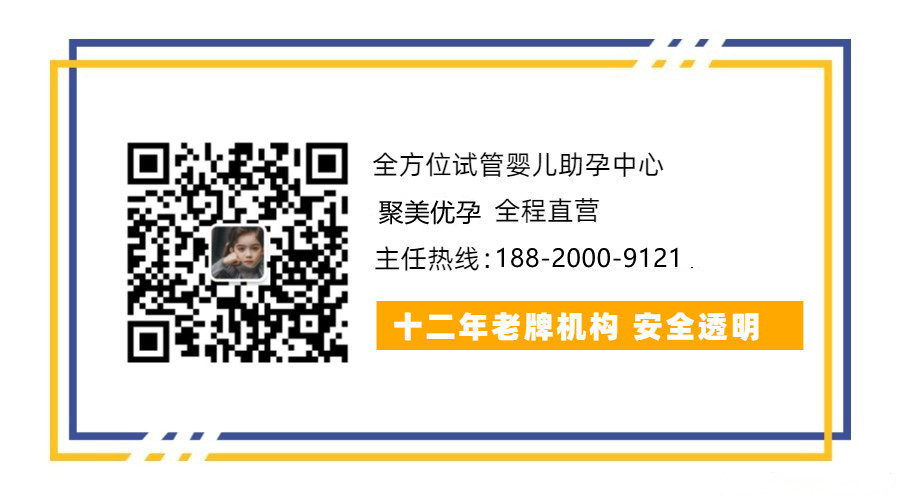 全方位试管婴儿助孕中心
聚美优孕 全程直营
主任热线:188-2000-9121 .
十二年老牌机构 安全透明